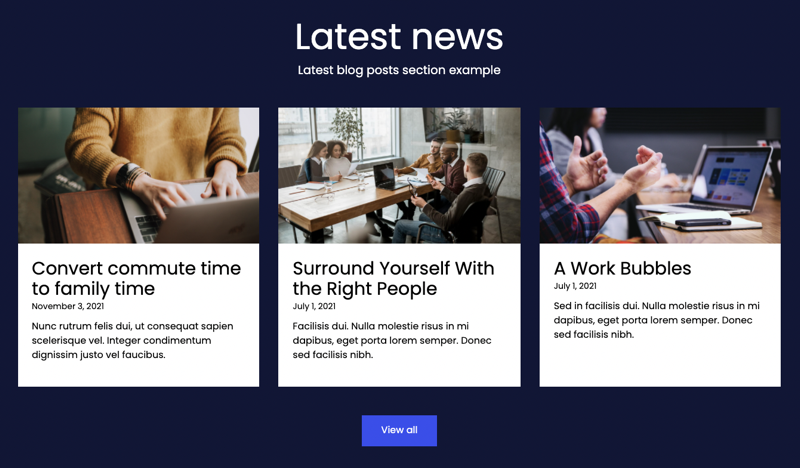 Latest news
Latest blog posts section example
Convert commute time
to family time
November 3, 2021
Nunc rutrum felis dui, ut consequat sapien
scelerisque vel. Integer condimentum
dignissim justo vel faucibus.
Surround Yourself With
the Right People
July 1, 2021
Facilisis dui. Nulla molestie risus in mi
dapibus, eget porta lorem semper. Donec
sed facilisis nibh.
A Work Bubbles
July 1, 2021
Sed in facilisis dui. Nulla molestie risus in mi
dapibus, eget porta lorem semper. Donec
sed facilisis nibh.
View all